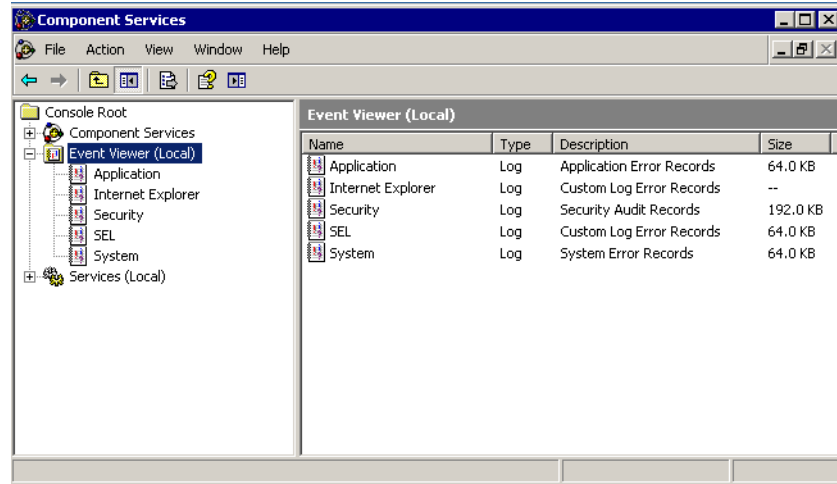 Component Services
File Action View Window Help
Console Root
Component Services
Event Viewer (Local)
Application
Internet Explorer
Security
SEL
System
Services (Local)
Event Viewer (Local)
Name Type Description Size
Application Log Application Error Records 64.0 KB
Internet Explorer Log Custom Log Error Records --
Security Log Security Audit Records 192.0 KB
SEL Log Custom Log Error Records 64.0 KB
System Log System Error Records 64.0 KB